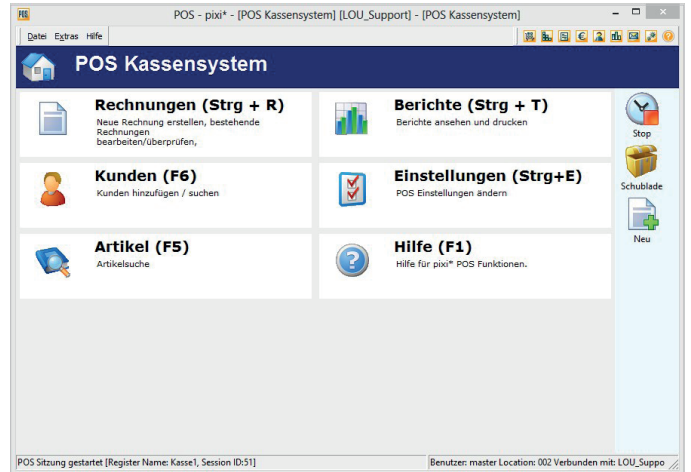 POS
POS - pixi* - [POS Kassensystem] [LOU_Support] - [POS Kassensystem]
Datei Extras Hilfe
POS Kassensystem
Rechnungen (Strg + R)
Neue Rechnung erstellen, bestehende
Rechnungen
bearbeiten/überprüfen,
Berichte (Strg + T)
Berichte ansehen und drucken
Kunden (F6)
Kunden hinzufügen / suchen
Einstellungen (Strg+E)
POS Einstellungen ändern
Artikel (F5)
Artikelsuche
Hilfe (F1)
Hilfe für pixi* POS Funktionen.
Stop
Schublade
Neu
POS Sitzung gestartet [Register Name: Kasse1, Session ID:51]
Benutzer: master Location: 002 Verbunden mit: LOU_Suppo